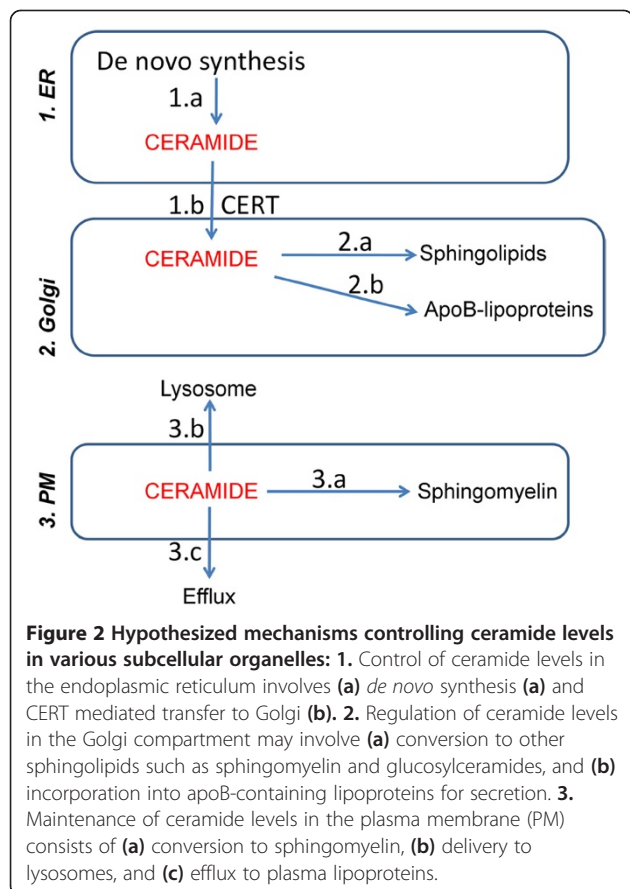 De novo synthesis
1.a
CERAMIDE
1. ER
1.b CERT
CERAMIDE
2.a
Sphingolipids
2.b
ApoB-lipoproteins
2. Golgi
Lysosome
3.b
CERAMIDE
3.a
Sphingomyelin
3. PM
3.c
Efflux
Figure 2 Hypothesized mechanisms controlling ceramide levels
in various subcellular organelles: 1. Control of ceramide levels in
the endoplasmic reticulum involves (a) de novo synthesis (a) and
CERT mediated transfer to Golgi (b). 2. Regulation of ceramide levels
in the Golgi compartment may involve (a) conversion to other
sphingolipids such as sphingomyelin and glucosylceramides, and (b)
incorporation into apoB-containing lipoproteins for secretion. 3.
Maintenance of ceramide levels in the plasma membrane (PM)
consists of (a) conversion to sphingomyelin, (b) delivery to
lysosomes, and (c) efflux to plasma lipoproteins.